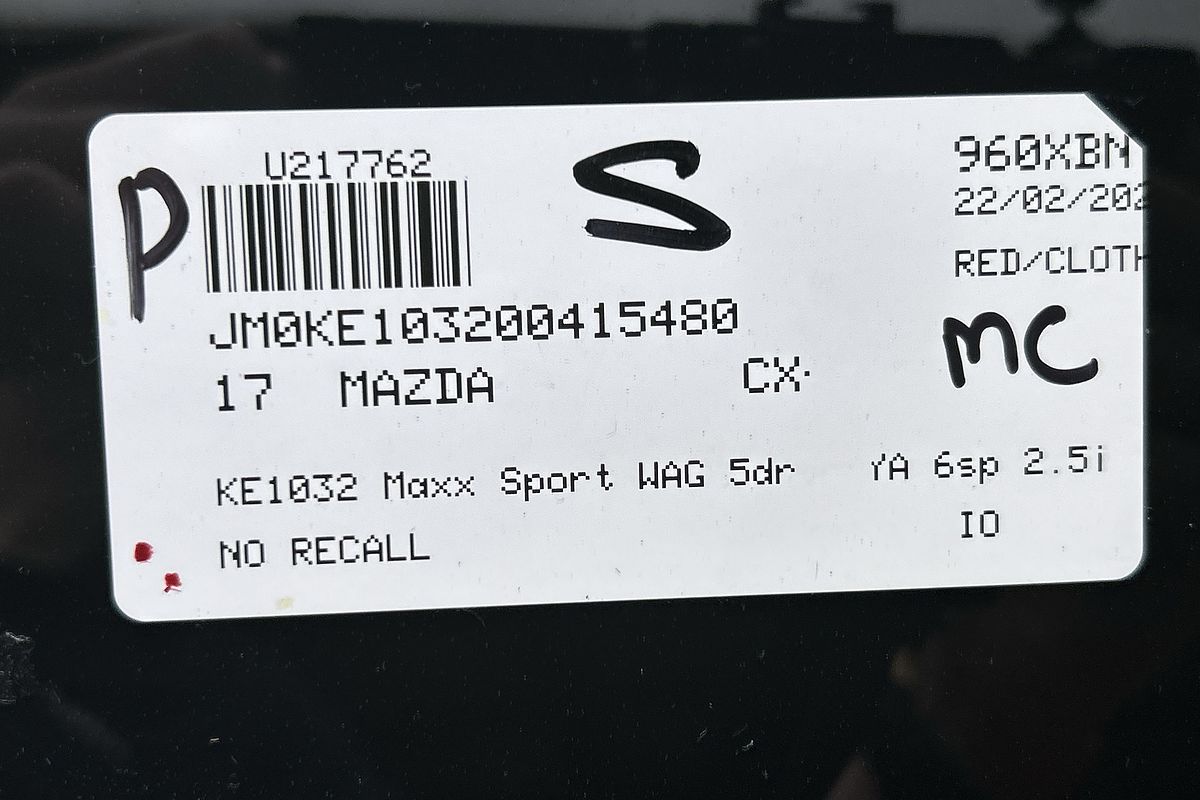 P
U217762
S
960XBN
22/02/202
RED/CLOTH
JM0KE103200415480
MC
17 MAZDA CX-
KE1032 Maxx Sport WAG 5dr YA 6sp 2.5i
NO RECALL
IO